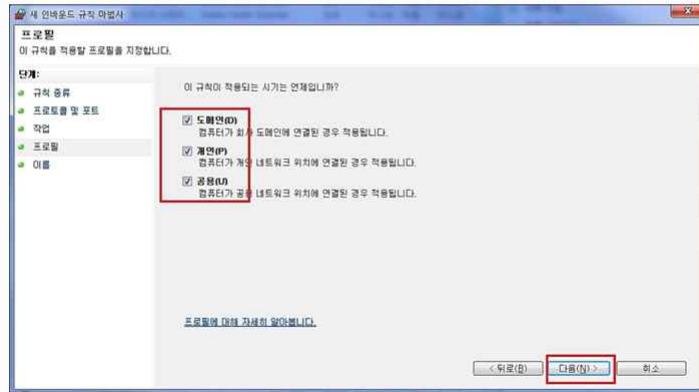 새 인바운드 규칙 마법사
프로필
이 규칙을 적용할 프로필을 지정합니다.
단계:
규칙 종류
프로토콜 및 포트
작업
프로필
이름
이 규칙이 적용되는 시기는 언제입니까?
도메인(D)
컴퓨터가 회사 도메인에 연결된 경우 적용됩니다.
개인(P)
컴퓨터가 개인 네트워크 위치에 연결된 경우 적용됩니다.
공용(U)
컴퓨터가 공용 네트워크 위치에 연결된 경우 적용됩니다.
프로필에 대해 자세히 알아봅니다.
< 뒤로(B)
다음(N) >
취소